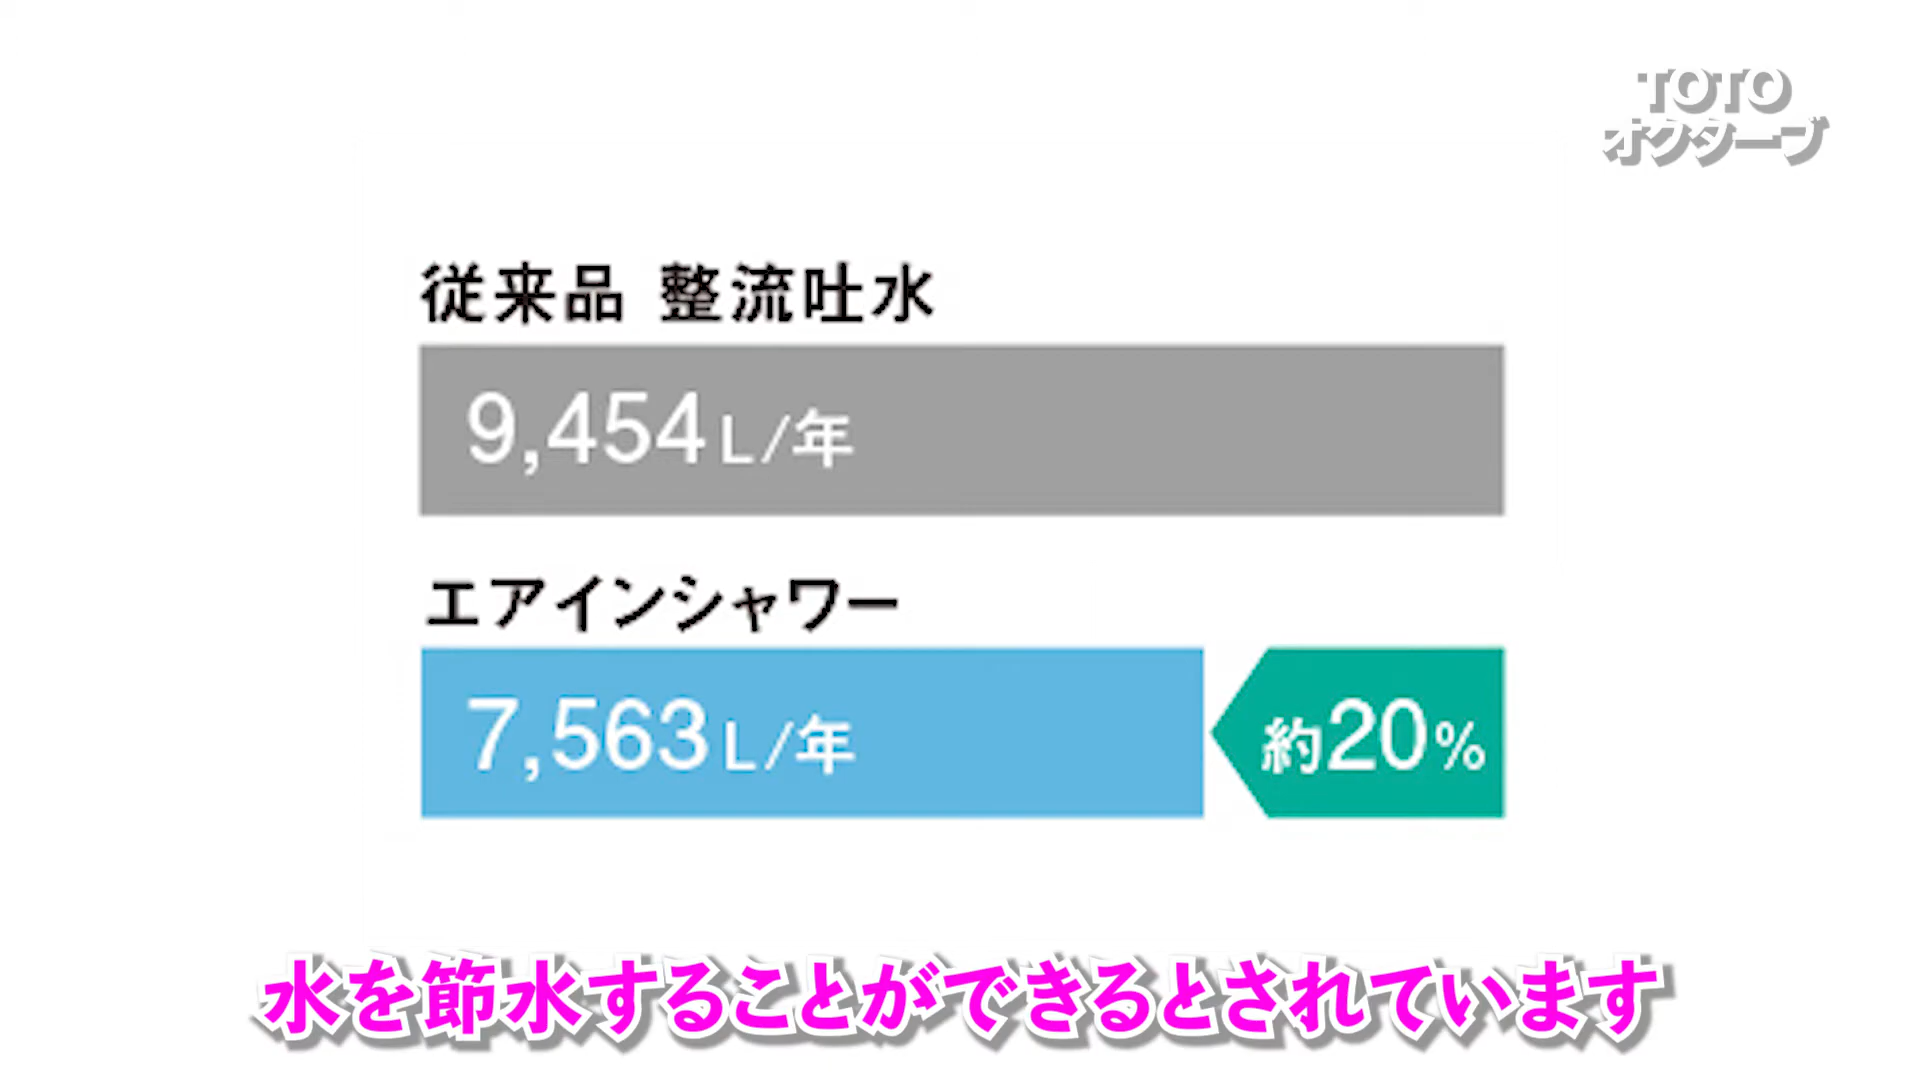 TOTO
オクターブ
従来品 整流吐水
9,454L/年
エアインシャワー
7,563L/年
約20%
水を節水することができるとされています